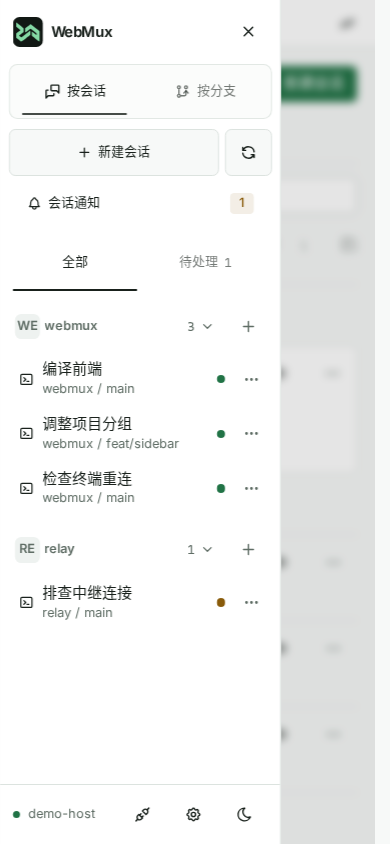 WebMux
按会话 按分支
新建会话
会话通知 1
全部 待处理 1
WE webmux 3
编译前端
webmux / main
调整项目分组
webmux / feat/sidebar
检查终端重连
webmux / main
RE relay 1
排查中继连接
relay / main
demo-host